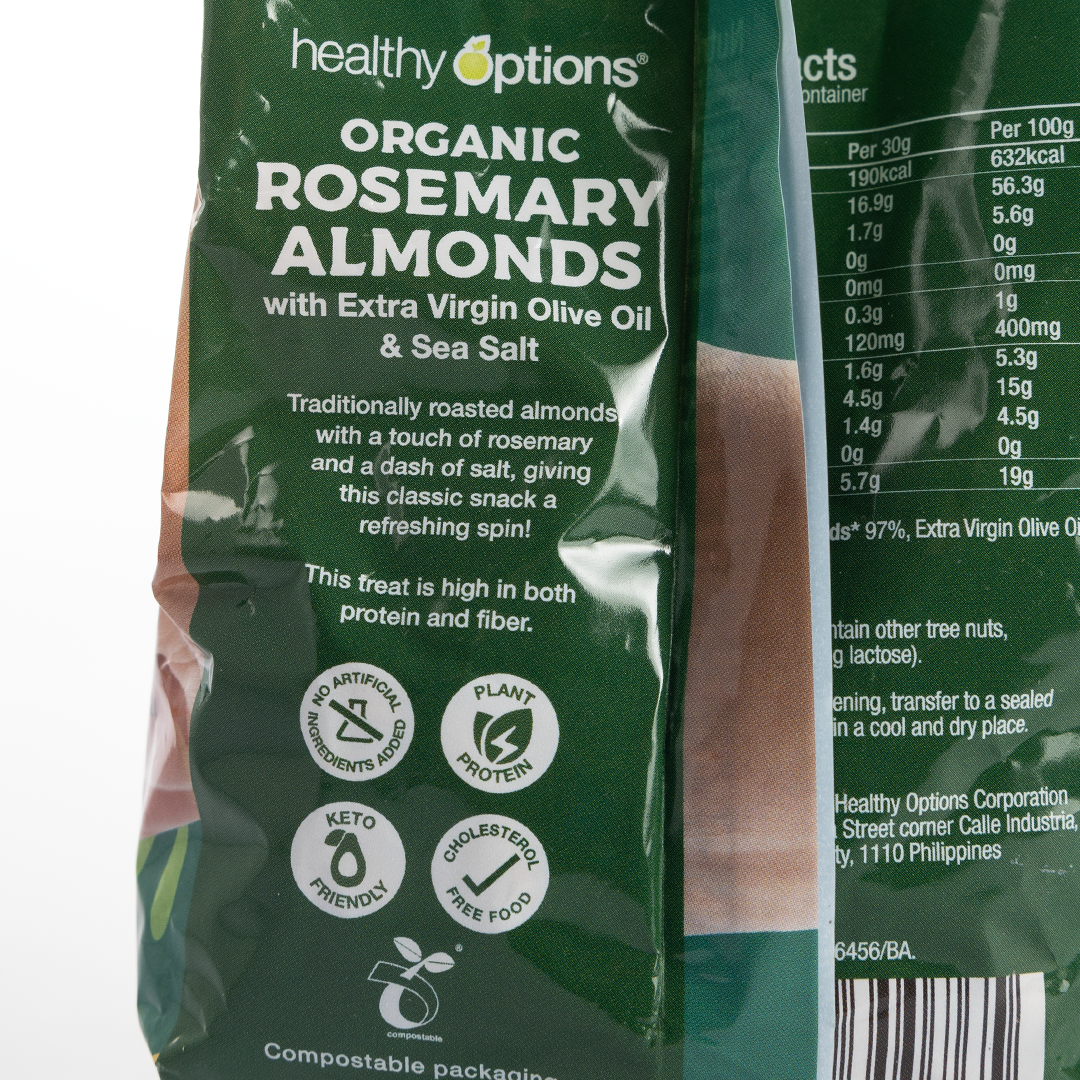 healthy options®
ORGANIC
ROSEMARY
ALMONDS
with Extra Virgin Olive Oil
& Sea Salt
Traditionally roasted almonds
with a touch of rosemary
and a dash of salt, giving
this classic snack a
refreshing spin!
This treat is high in both
protein and fiber.
NO ARTIFICIAL
INGREDIENTS ADDED
PLANT
PROTEIN
KETO
FRIENDLY
CHOLESTEROL
FREE FOOD
®
compostable
Compostable packaging
cts
ontainer
Per 30g Per 100g
190kcal 632kcal
16.9g 56.3g
1.7g 5.6g
0g 0g
0mg 0mg
0.3g 1g
120mg 400mg
1.6g 5.3g
4.5g 15g
1.4g 4.5g
0g 0g
5.7g 19g
ds* 97%, Extra Virgin Olive Oi
ntain other tree nuts,
g lactose).
ening, transfer to a sealed
in a cool and dry place.
Healthy Options Corporation
Street corner Calle Industria,
ty, 1110 Philippines
6456/BA.